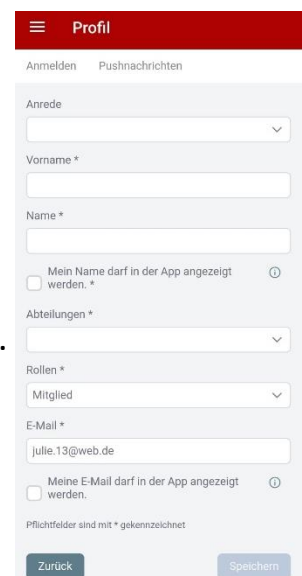 Profil
Anmelden Pushnachrichten
Anrede
Vorname *
Name *
Mein Name darf in der App angezeigt
werden. *
Abteilungen *
Rollen *
Mitglied
E-Mail *
julie.13@web.de
Meine E-Mail darf in der App angezeigt
werden.
Pflichtfelder sind mit * gekennzeichnet
Zurück Speichern